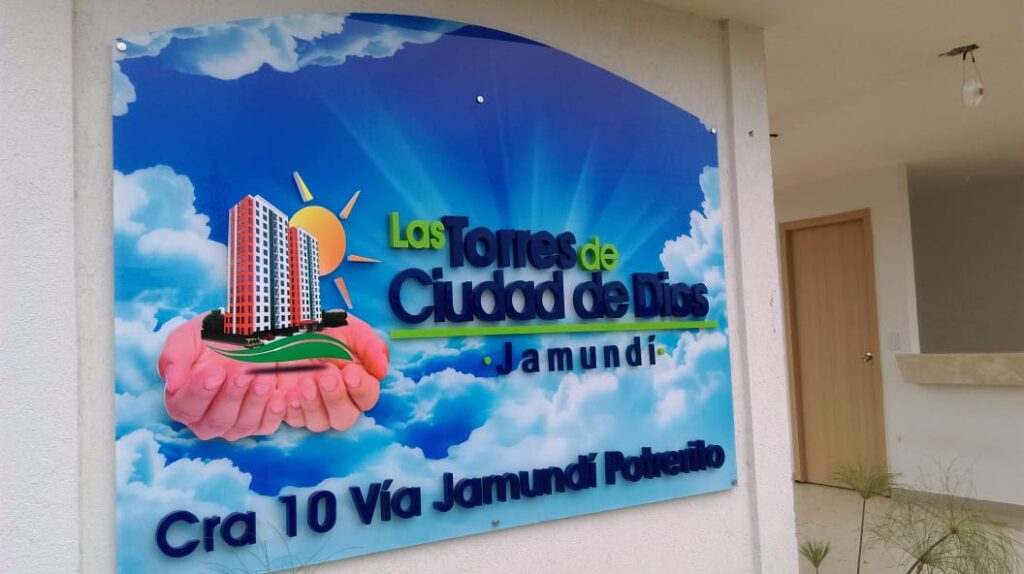 Las Torres de
Ciudad de Dios
·Jamundí·
Cra 10 Vía Jamundí Potrerito